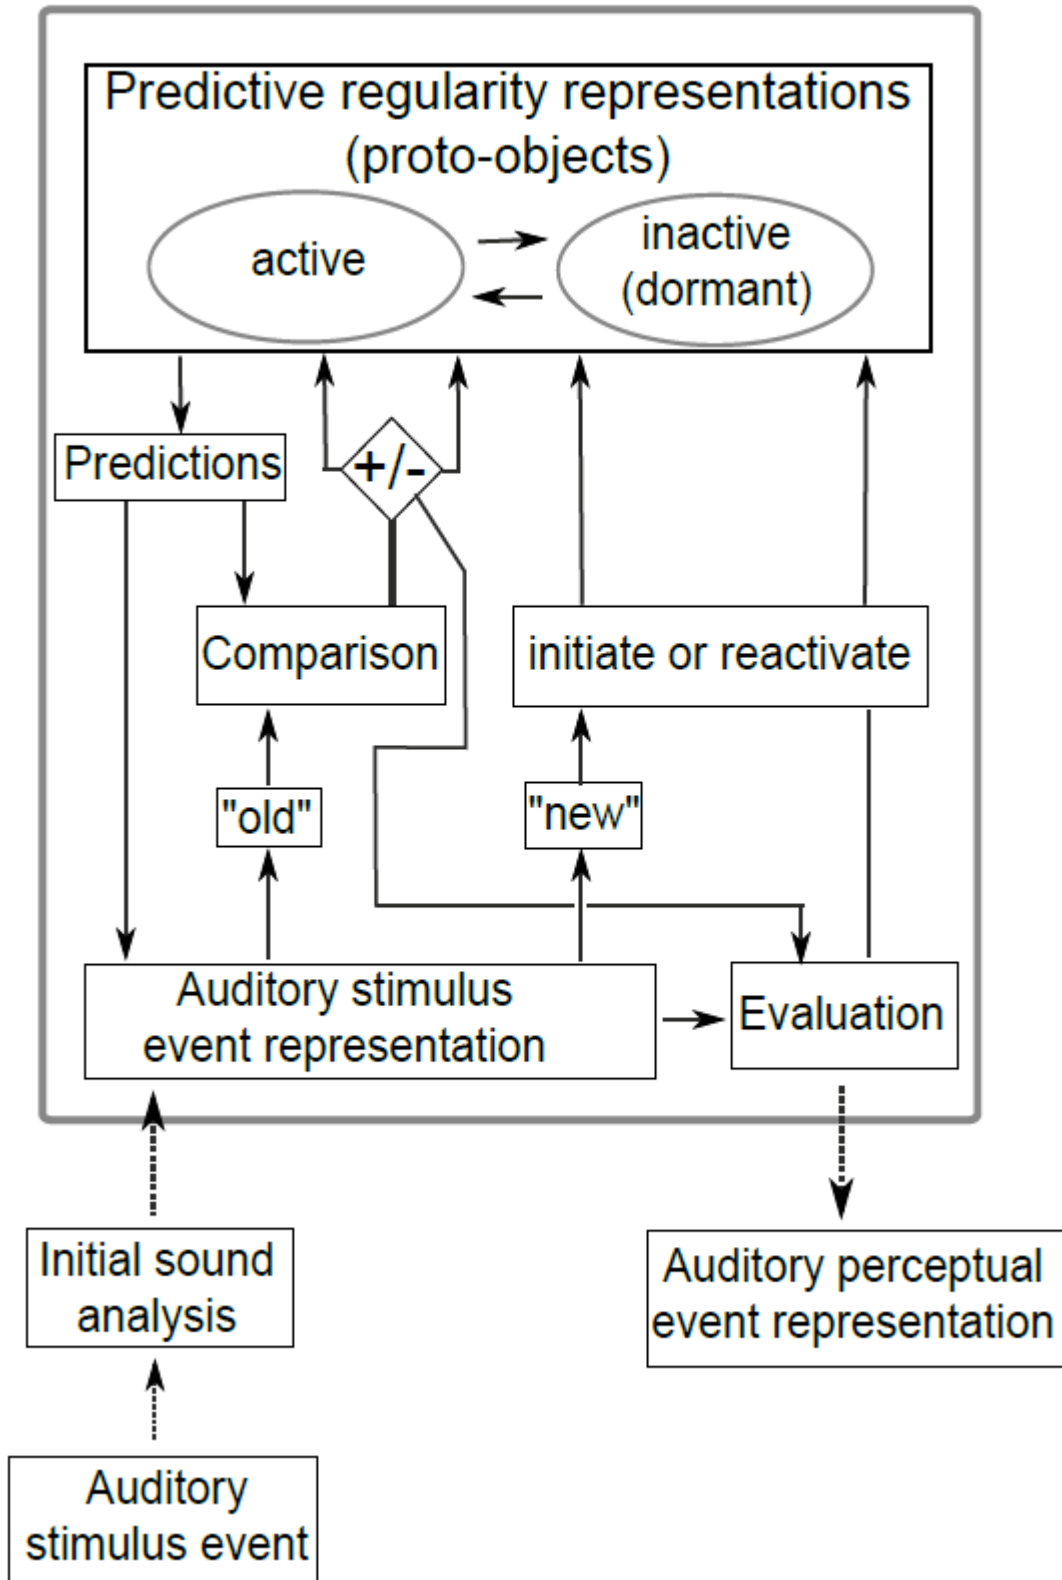 Predictive regularity representations
(proto-objects)
active
inactive
(dormant)
Predictions
+/-
Comparison
initiate or reactivate
"old"
"new"
Auditory stimulus
event representation
Evaluation
Initial sound
analysis
Auditory perceptual
event representation
Auditory
stimulus event